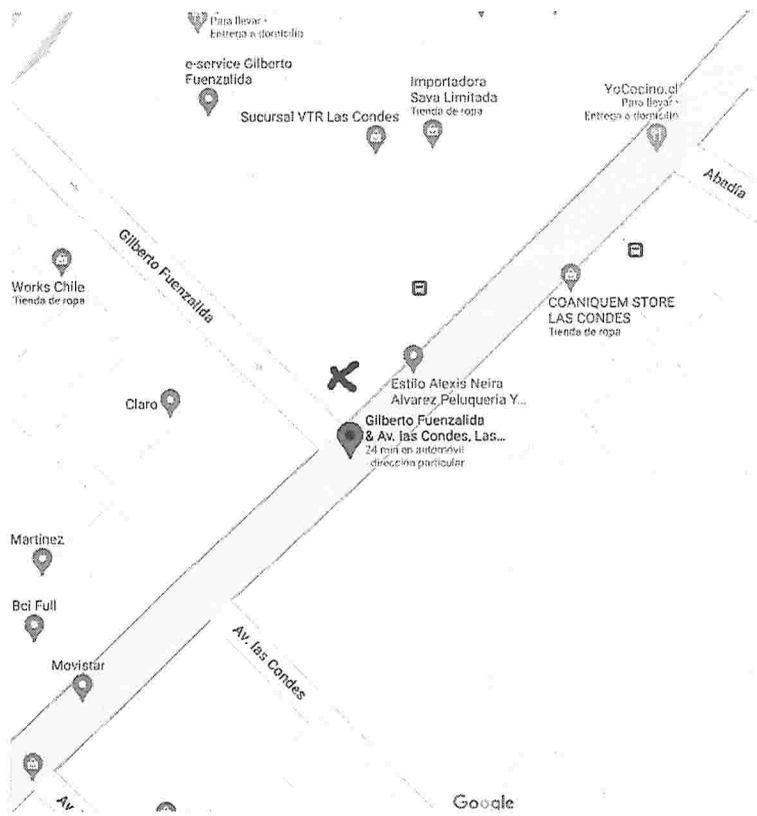 Para llevar •
Entrega a domicilio
e-service Gilberto
Fuenzalida
Importadora
Sava Limitada
Tienda de ropa
Sucursal VTR Las Condes
YoCocino.cl
Para llevar •
Entrega a domicilio
Abadía
Gilberto Fuenzalida
Works Chile
Tienda de ropa
COANIQUEM STORE
LAS CONDES
Tienda de ropa
Estilo Alexis Neira
Alvarez Peluqueria Y...
Claro
Gilberto Fuenzalida
& Av. las Condes, Las...
24 min en automóvil
dirección particular
Martinez
Bci Full
Av. las Condes
Movistar
Av.
Google